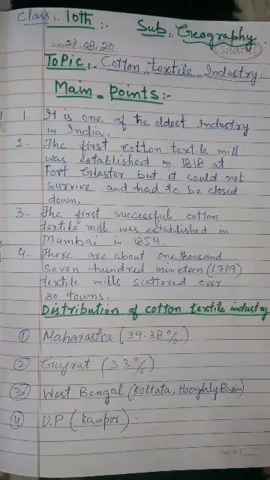 Class, 10th
Sub, Geography
27.08.20.
Topic, Cotton Textile Industry.
Main Points:-
1. It is one of the oldest industry
in India.
2. The first cotton textile mill
was established in 1818 at
Fort Gloster but it could not
survive and had to be closed
down.
3. The first successful cotton
textile mill was established in
Mumbai in 1854.
4. There are about one thousand
seven hundred nineteen (1719)
textile mills scattered over
80 towns.
Distribution of cotton textile industry
① Maharastra (39.38%)
② Gujrat (33%)
③ West Bengal (Kolkata, Hooghly Basin)
④ U.P (Kanpor)